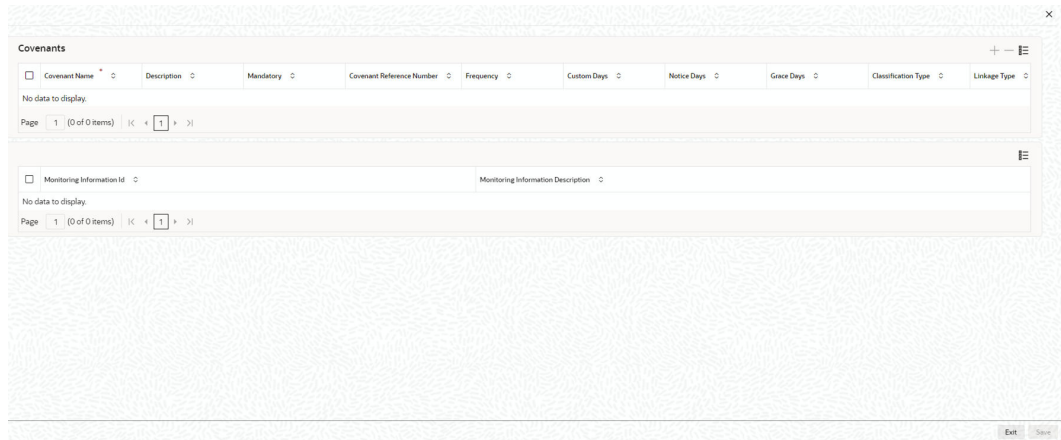 Covenants
Covenant Name * Description Mandatory Covenant Reference Number Frequency Custom Days Notice Days Grace Days Classification Type Linkage Type
No data to display.
Page 1 (0 of 0 items) 1
Monitoring Information Id Monitoring Information Description
No data to display.
Page 1 (0 of 0 items) 1
Exit Save